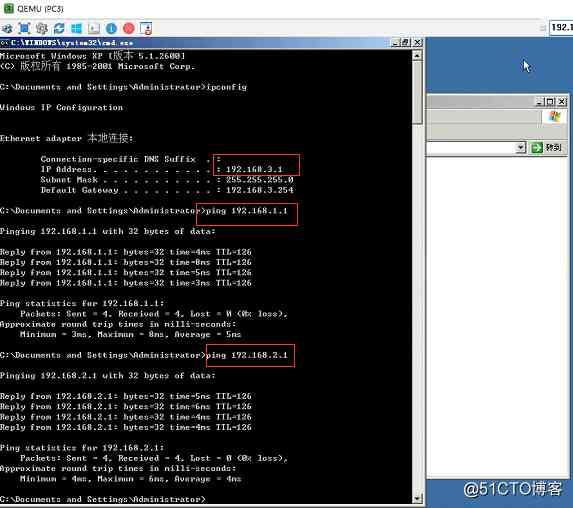 QEMU (PC3)
192.1
C:\WINDOWS\system32\cmd.exe
Microsoft Windows XP [版本 5.1.2600]
(C) 版权所有 1985-2001 Microsoft Corp.
C:\Documents and Settings\Administrator>ipconfig
Windows IP Configuration
Ethernet adapter 本地连接:
Connection-specific DNS Suffix  . :
IP Address. . . . . . . . . . . . : 192.168.3.1
Subnet Mask . . . . . . . . . . . : 255.255.255.0
Default Gateway . . . . . . . . . : 192.168.3.254
C:\Documents and Settings\Administrator>ping 192.168.1.1
Pinging 192.168.1.1 with 32 bytes of data:
Reply from 192.168.1.1: bytes=32 time=4ms TTL=126
Reply from 192.168.1.1: bytes=32 time=8ms TTL=126
Reply from 192.168.1.1: bytes=32 time=5ms TTL=126
Reply from 192.168.1.1: bytes=32 time=3ms TTL=126
Ping statistics for 192.168.1.1:
Packets: Sent = 4, Received = 4, Lost = 0 (0% loss),
Approximate round trip times in milli-seconds:
Minimum = 3ms, Maximum = 8ms, Average = 5ms
C:\Documents and Settings\Administrator>ping 192.168.2.1
Pinging 192.168.2.1 with 32 bytes of data:
Reply from 192.168.2.1: bytes=32 time=5ms TTL=126
Reply from 192.168.2.1: bytes=32 time=6ms TTL=126
Reply from 192.168.2.1: bytes=32 time=4ms TTL=126
Reply from 192.168.2.1: bytes=32 time=4ms TTL=126
Ping statistics for 192.168.2.1:
Packets: Sent = 4, Received = 4, Lost = 0 (0% loss),
Approximate round trip times in milli-seconds:
Minimum = 4ms, Maximum = 6ms, Average = 4ms
C:\Documents and Settings\Administrator>
转到
@51CTO博客